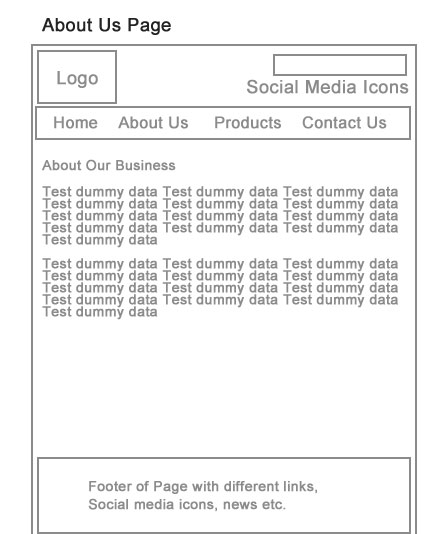 About Us Page
Logo
Social Media Icons
Home About Us Products Contact Us
About Our Business
Test dummy data Test dummy data Test dummy data
Test dummy data Test dummy data Test dummy data
Test dummy data Test dummy data Test dummy data
Test dummy data Test dummy data Test dummy data
Test dummy data
Test dummy data Test dummy data Test dummy data
Test dummy data Test dummy data Test dummy data
Test dummy data Test dummy data Test dummy data
Test dummy data Test dummy data Test dummy data
Test dummy data
Footer of Page with different links,
Social media icons, news etc.